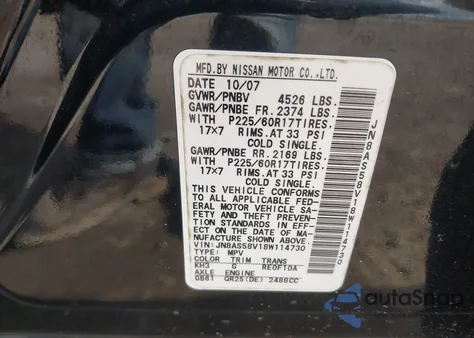 MFD.BY NISSAN MOTOR CO.,LTD.
DATE 10/07
GVWR/PNBV 4526 LBS.
GAWR/PNBE FR. 2374 LBS.
WITH P225/60R17TIRES.
17×7 RIMS.AT 33 PSI
COLD SINGLE.
GAWR/PNBE RR. 2169 LBS.
WITH P225/60R17TIRES.
17×7 RIMS.AT 33 PSI
COLD SINGLE.
THIS VEHICLE CONFORMS
TO ALL APPLICABLE FED-
ERAL MOTOR VEHICLE SA-
FETY AND THEFT PREVEN-
TION STANDARDS IN EFF-
ECT ON THE DATE OF MA-
NUFACTURE SHOWN ABOVE.
VIN:JN8AS58V18W114730
TYPE: MPV
COLOR TRIM TRANS
KH3 G RE0F10A
AXLE ENGINE
GB61 QR25(DE) 2488CC
JN8AS58V18W114730
autoSnap